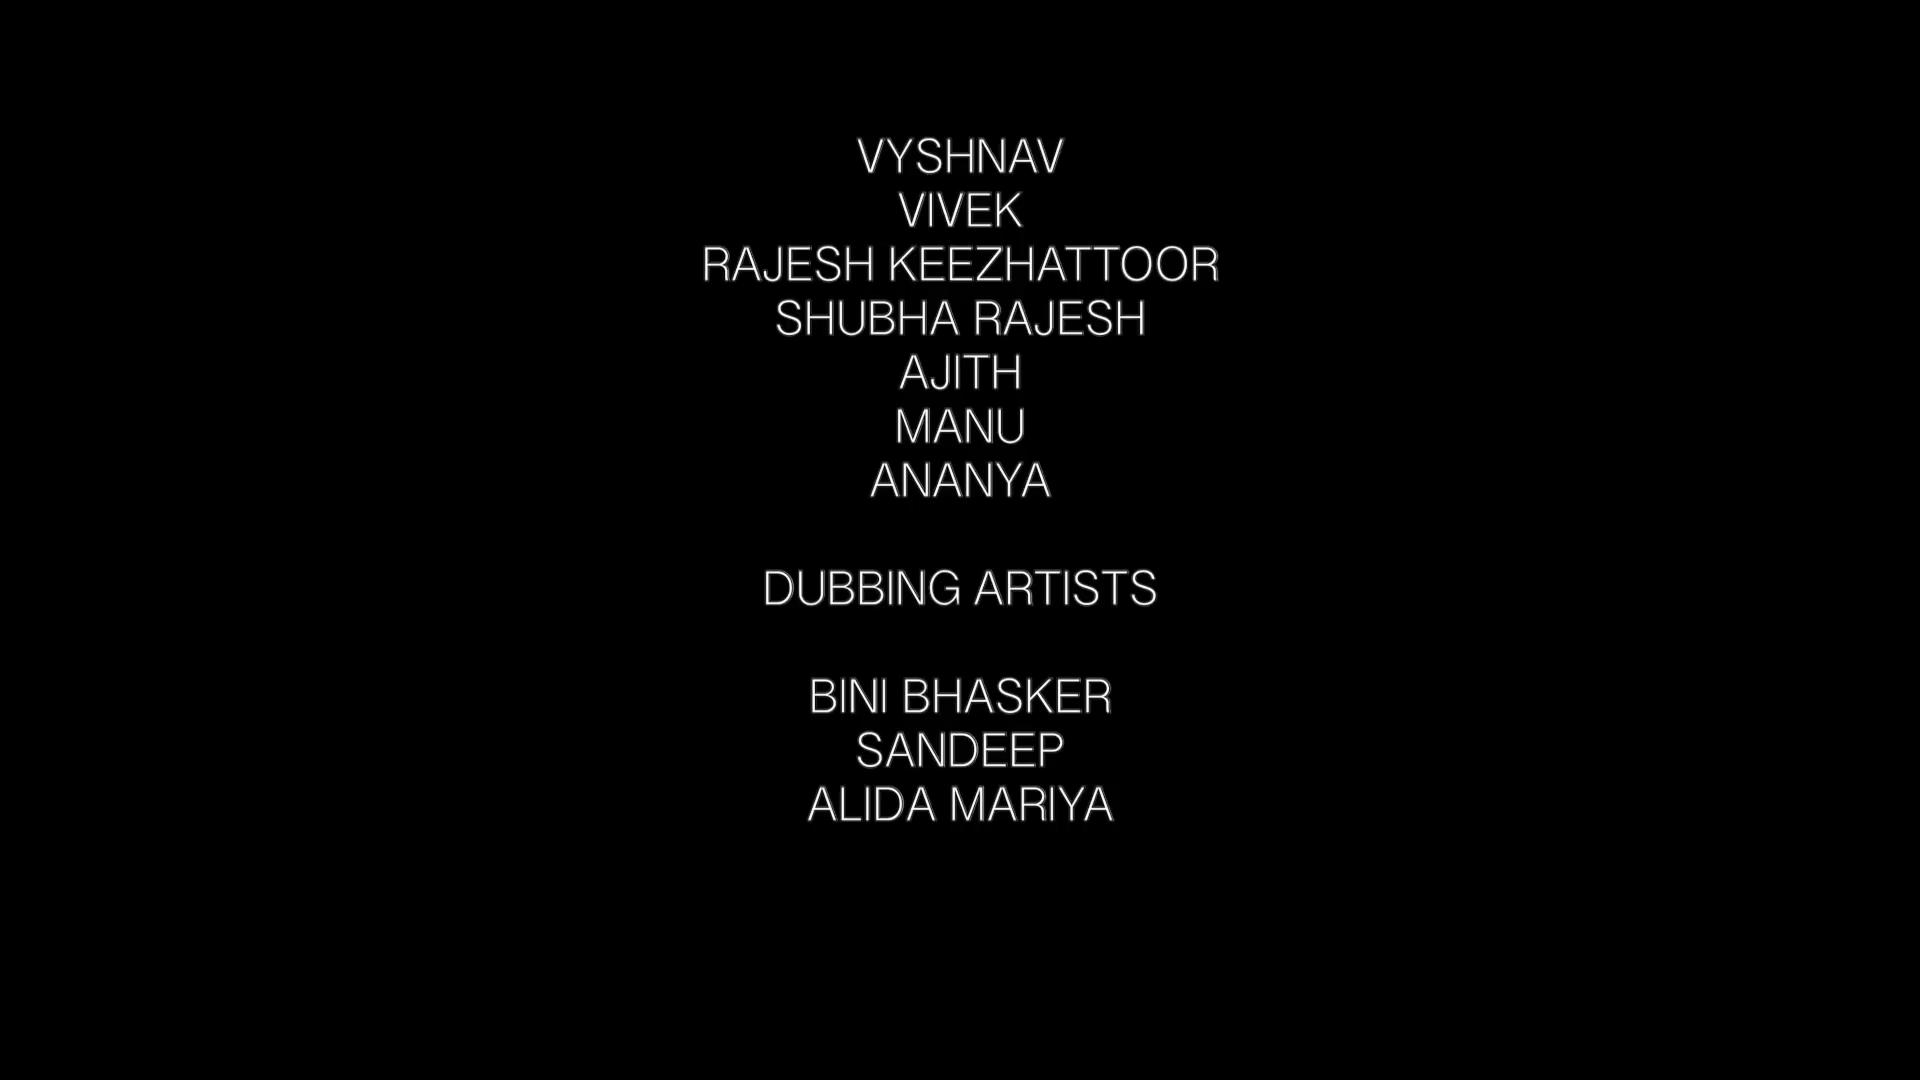 VYSHNAV
VIVEK
RAJESH KEEZHATTOOR
SHUBHA RAJESH
AJITH
MANU
ANANYA
DUBBING ARTISTS
BINI BHASKER
SANDEEP
ALIDA MARIYA